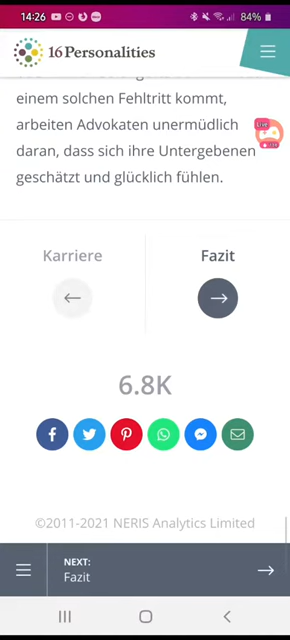 14:26
84%
16Personalities
einem solchen Fehltritt kommt,
arbeiten Advokaten unermüdlich
daran, dass sich ihre Untergebenen
geschätzt und glücklich fühlen.
Karriere
Fazit
6.8K
©2011-2021 NERIS Analytics Limited
NEXT:
Fazit